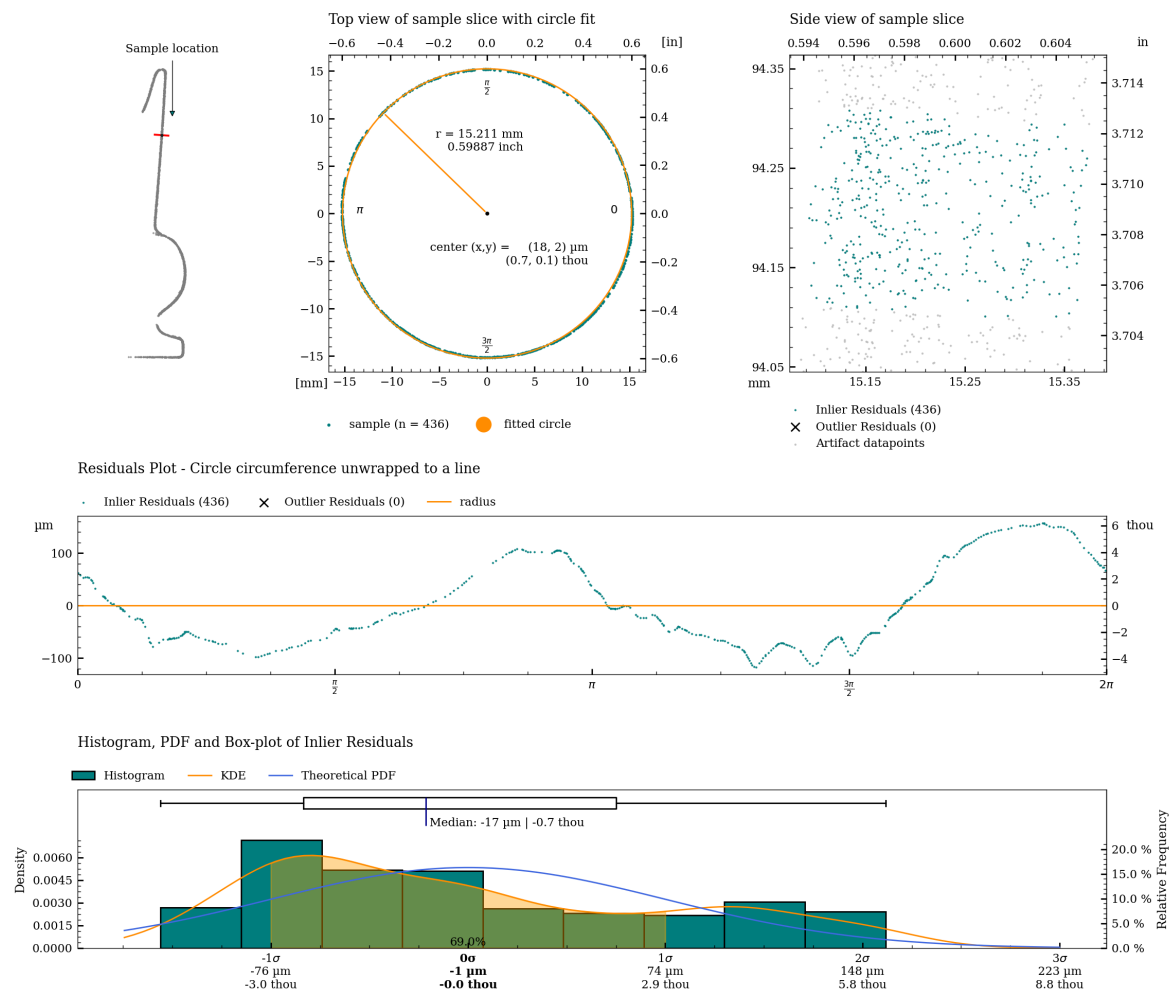 Sample location
Top view of sample slice with circle fit
−0.6 −0.4 −0.2 0.0 0.2 0.4 0.6 [in]
15
10
5
0
−5
−10
−15
0.6
0.4
0.2
0.0
−0.2
−0.4
−0.6
π/2
r = 15.211 mm
0.59887 inch
π
0
center (x,y) = (18, 2) µm
(0.7, 0.1) thou
3π/2
[mm] −15 −10 −5 0 5 10 15
sample (n = 436) fitted circle
Side view of sample slice
0.594 0.596 0.598 0.600 0.602 0.604 in
94.35
94.25
94.15
94.05
3.714
3.712
3.710
3.708
3.706
3.704
mm 15.15 15.25 15.35
Inlier Residuals (436)
Outlier Residuals (0)
Artifact datapoints
Residuals Plot - Circle circumference unwrapped to a line
Inlier Residuals (436) Outlier Residuals (0) radius
µm
100
0
−100
6 thou
4
2
0
−2
−4
0 π/2 π 3π/2 2π
Histogram, PDF and Box-plot of Inlier Residuals
Histogram KDE Theoretical PDF
Median: -17 µm | -0.7 thou
Density
0.0060
0.0045
0.0030
0.0015
0.0000
Relative Frequency
20.0 %
15.0 %
10.0 %
5.0 %
0.0 %
69.0%
-1σ 0σ 1σ 2σ 3σ
-76 µm -1 µm 74 µm 148 µm 223 µm
-3.0 thou -0.0 thou 2.9 thou 5.8 thou 8.8 thou